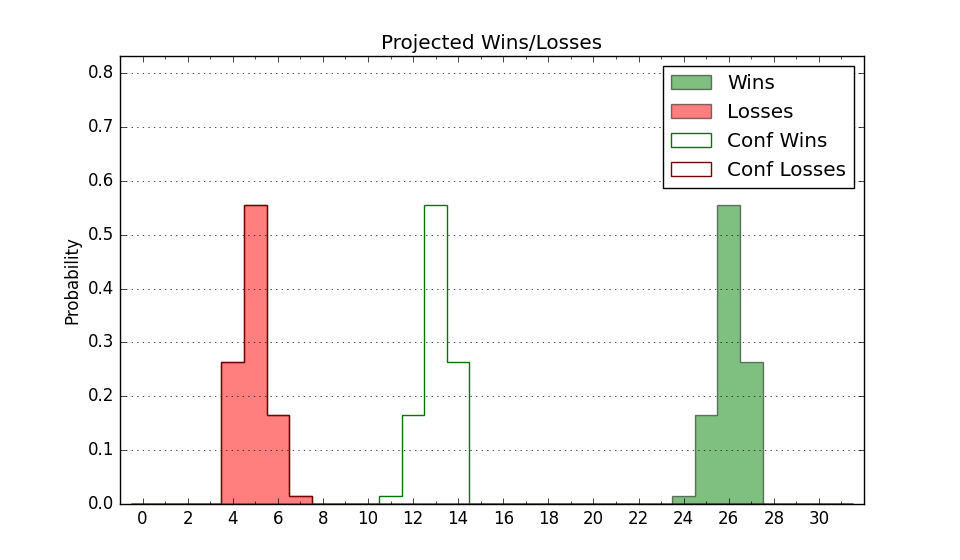 Projected Wins/Losses
Wins
Losses
Conf Wins
Conf Losses
Probability
0.8
0.7
0.6
0.5
0.4
0.3
0.2
0.1
0.0
0 2 4 6 8 10 12 14 16 18 20 22 24 26 28 30